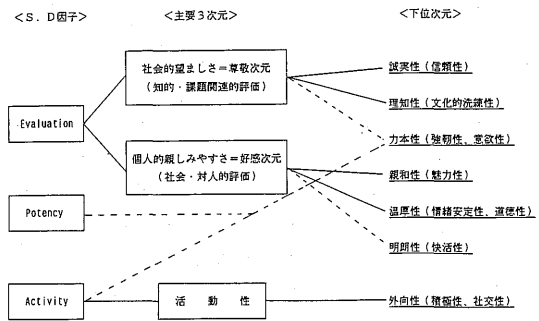 ＜S．D因子＞
＜主要3次元＞
＜下位次元＞
社会的望ましさ＝尊敬次元
（知的・課題関連的評価）
誠実性（信頼性）
理知性（文化的洗練性）
Evaluation
力本性（強靭性、意欲性）
個人的親しみやすさ＝好感次元
（社会・対人的評価）
親和性（魅力性）
Potency
温厚性（情緒安定性、道徳性）
明朗性（快活性）
Activity
活動性
外向性（積極性、社交性）